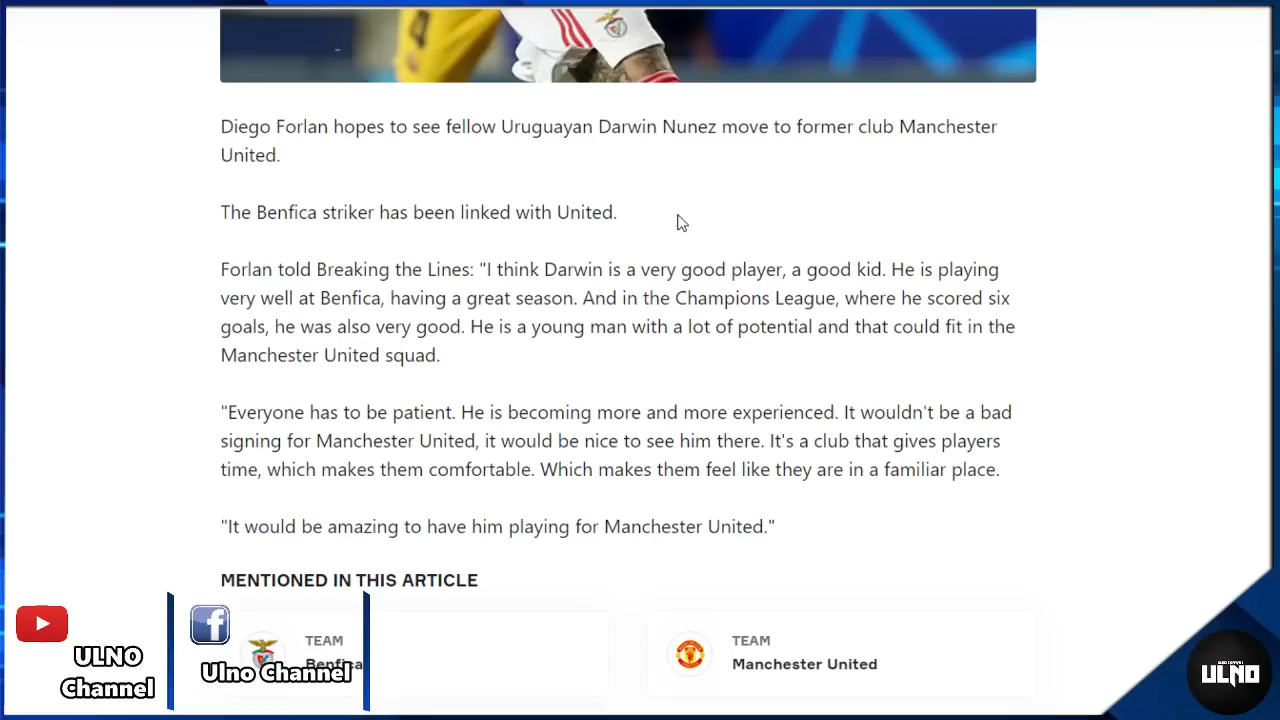 Diego Forlan hopes to see fellow Uruguayan Darwin Nunez move to former club Manchester
United.
The Benfica striker has been linked with United.
Forlan told Breaking the Lines: "I think Darwin is a very good player, a good kid. He is playing
very well at Benfica, having a great season. And in the Champions League, where he scored six
goals, he was also very good. He is a young man with a lot of potential and that could fit in the
Manchester United squad.
"Everyone has to be patient. He is becoming more and more experienced. It wouldn't be a bad
signing for Manchester United, it would be nice to see him there. It's a club that gives players
time, which makes them comfortable. Which makes them feel like they are in a familiar place.
"It would be amazing to have him playing for Manchester United."
MENTIONED IN THIS ARTICLE
TEAM
Benfica
TEAM
Manchester United
ULNO
Channel
Ulno Channel
ULNO